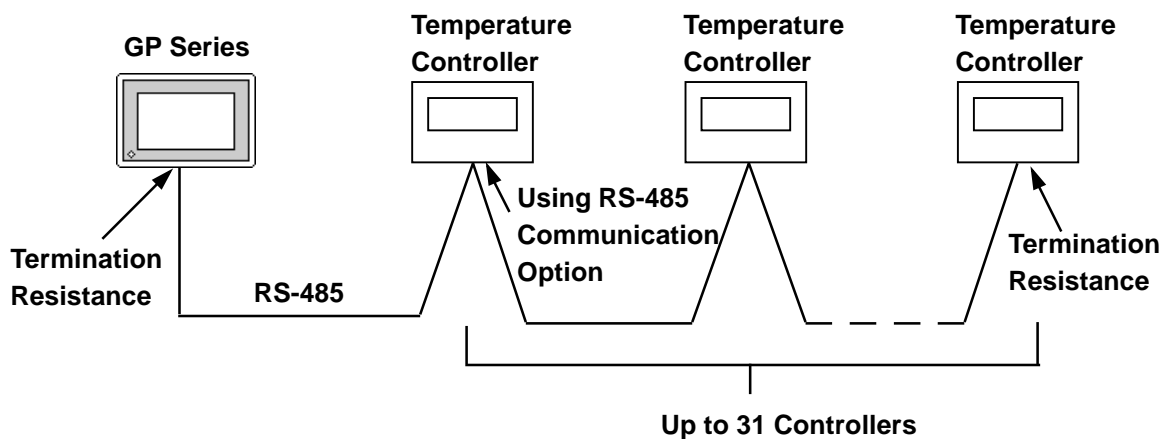 GP Series
Temperature
Controller
Temperature
Controller
Temperature
Controller
Using RS-485
Communication
Option
Termination
Resistance
RS-485
Termination
Resistance
Up to 31 Controllers